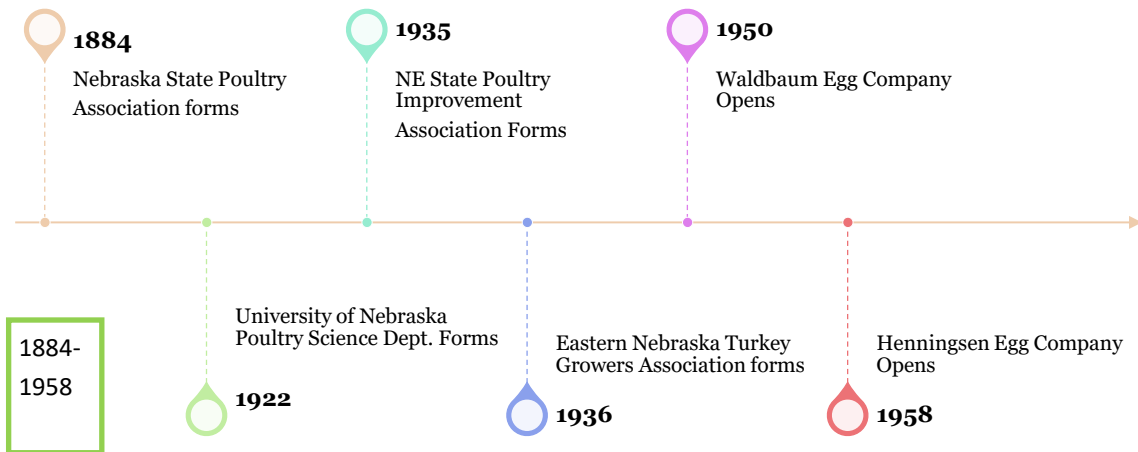 1884
Nebraska State Poultry
Association forms
1935
NE State Poultry
Improvement
Association Forms
1950
Waldbaum Egg Company
Opens
1884-
1958
University of Nebraska
Poultry Science Dept. Forms
1922
Eastern Nebraska Turkey
Growers Association forms
1936
Henningsen Egg Company
Opens
1958